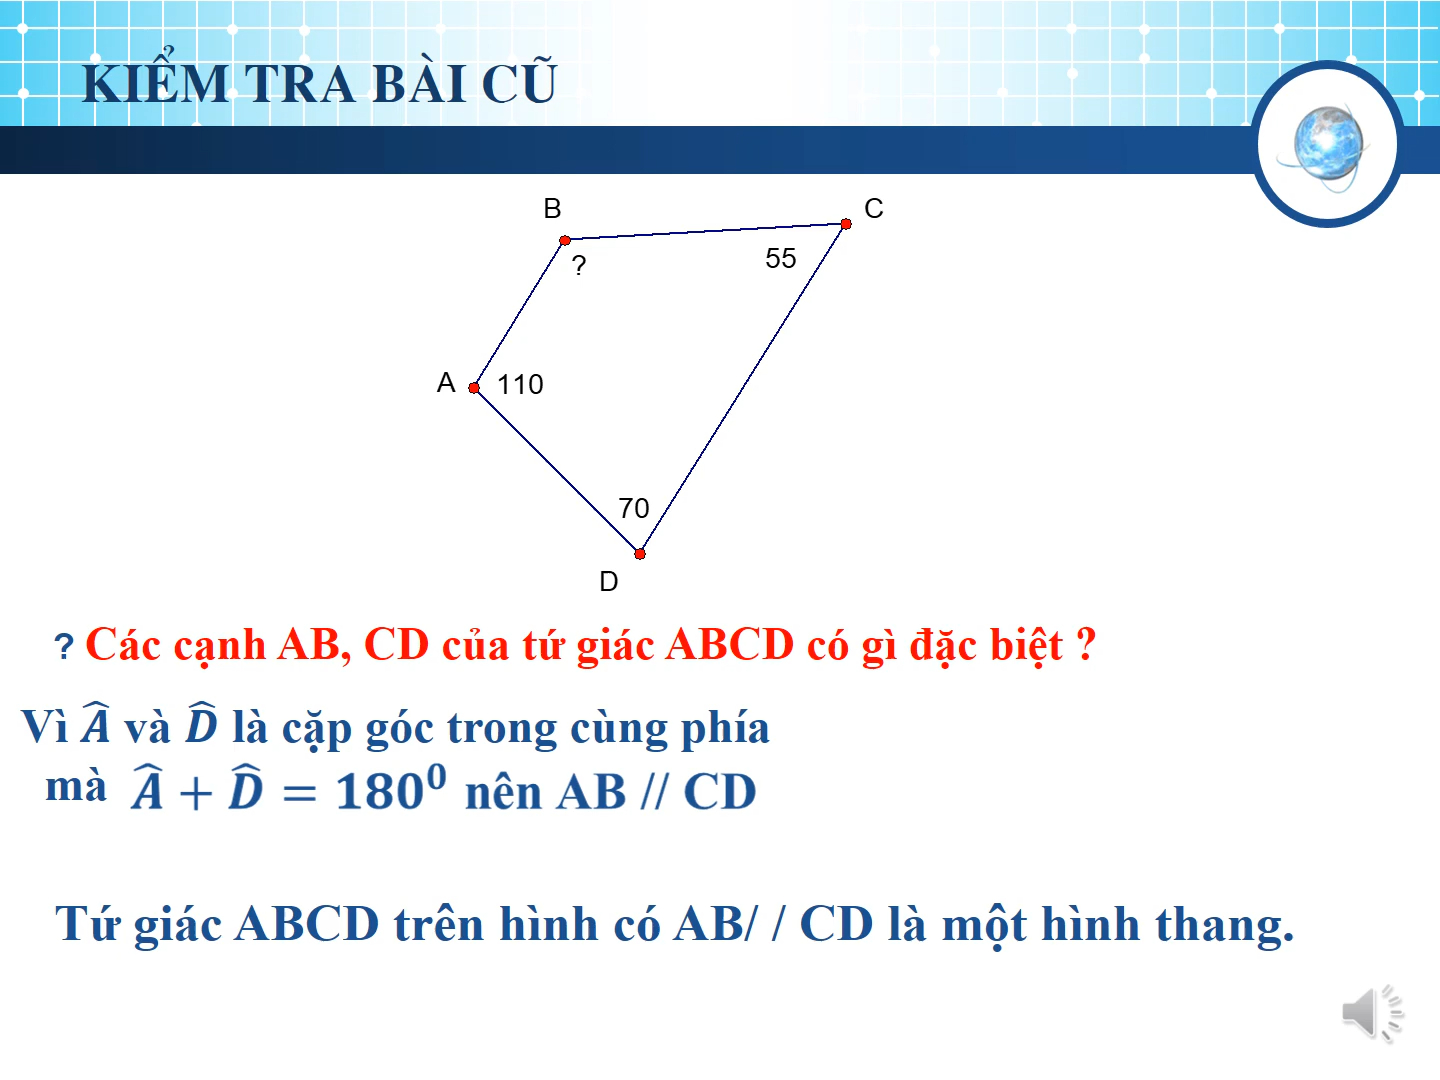 KIỂM TRA BÀI CŨ
B
C
?
55
A
110
70
D
? Các cạnh AB, CD của tứ giác ABCD có gì đặc biệt ?
Vì Â và D̂ là cặp góc trong cùng phía
mà Â + D̂ = 180⁰ nên AB // CD
Tứ giác ABCD trên hình có AB/ / CD là một hình thang.